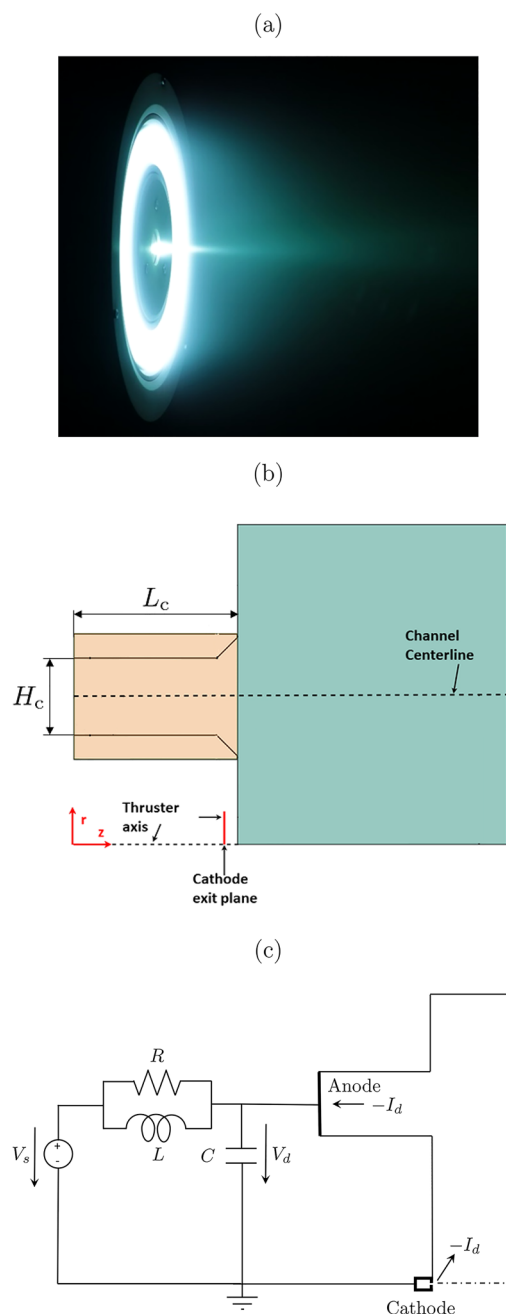 (a)
(b)
L_c
Channel
Centerline
H_c
Thruster
axis
r
z
Cathode
exit plane
(c)
R
Anode
-I_d
V_s
+
-
L
C
V_d
-I_d
Cathode